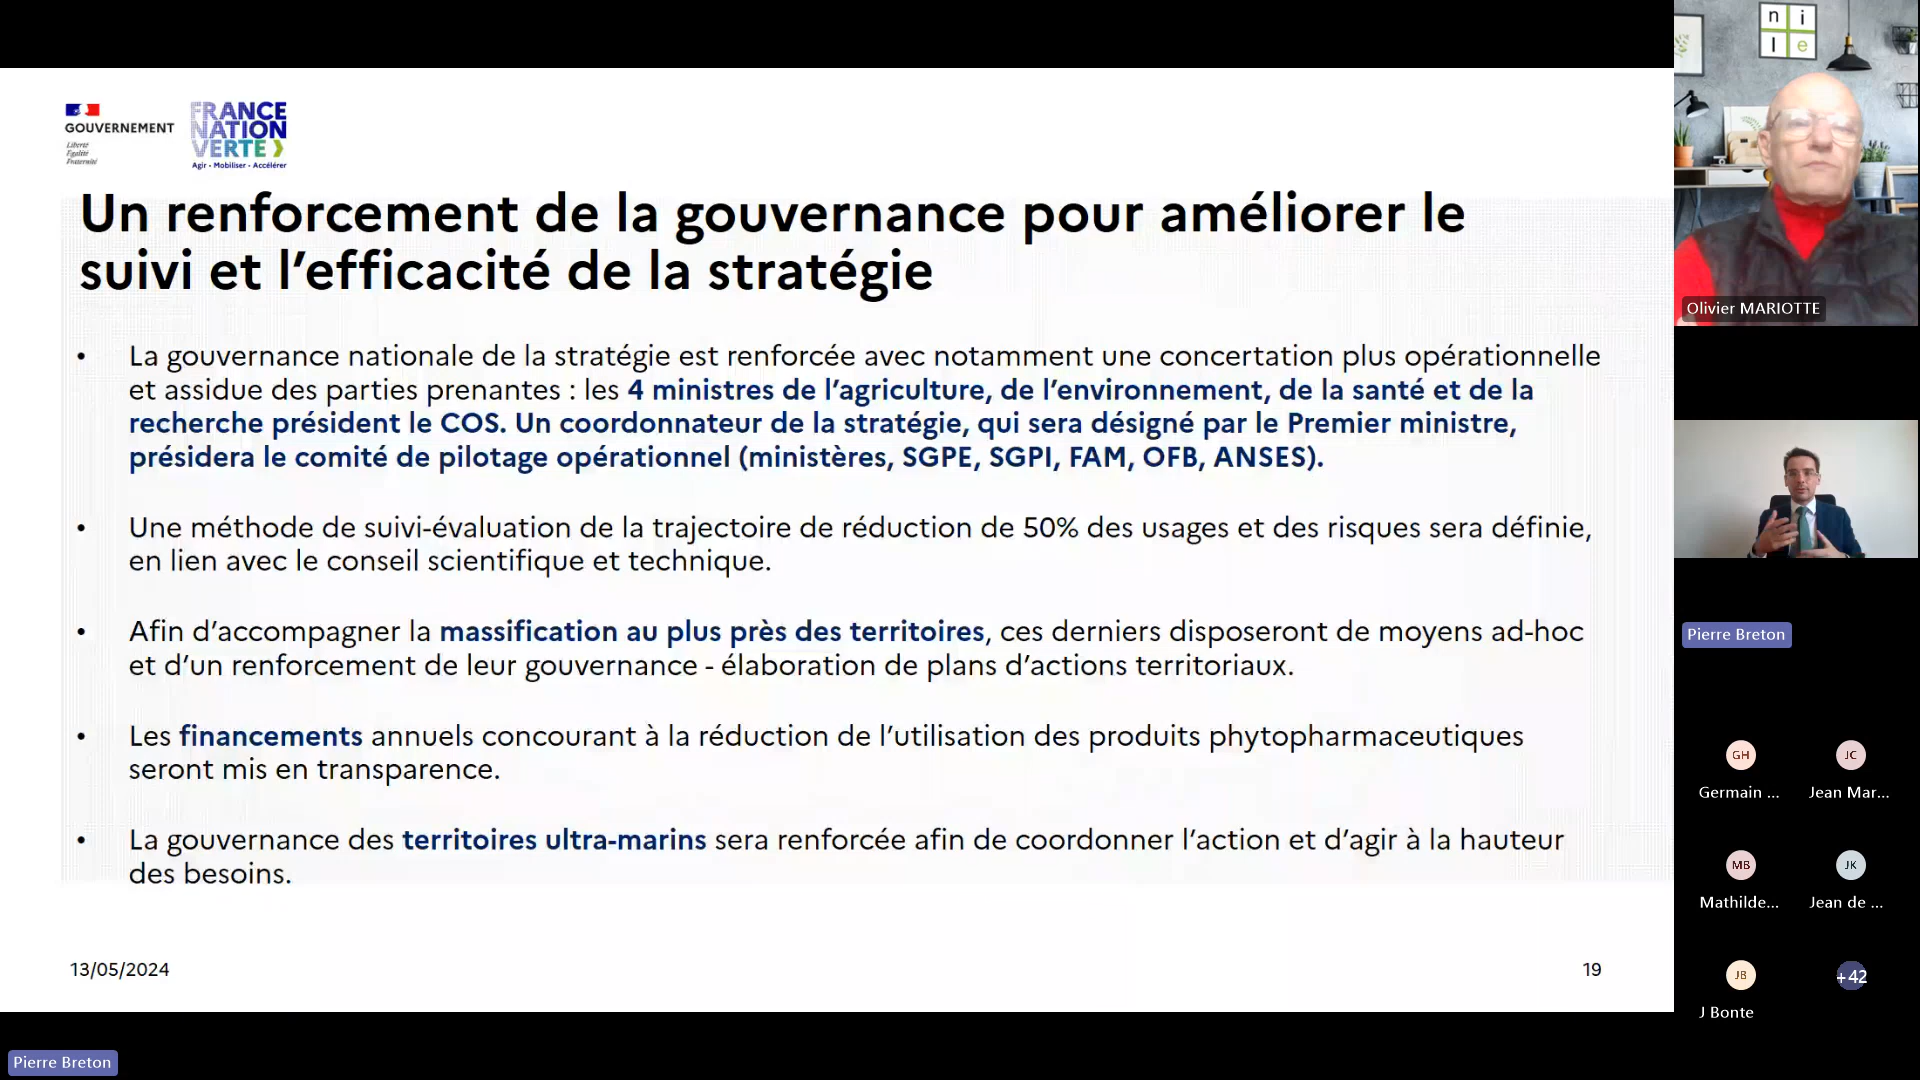 GOUVERNEMENT
Liberté
Égalité
Fraternité
FRANCE
NATION
VERTE
Agir • Mobiliser • Accélérer
Un renforcement de la gouvernance pour améliorer le
suivi et l’efficacité de la stratégie
• La gouvernance nationale de la stratégie est renforcée avec notamment une concertation plus opérationnelle
et assidue des parties prenantes : les 4 ministres de l’agriculture, de l’environnement, de la santé et de la
recherche président le COS. Un coordonnateur de la stratégie, qui sera désigné par le Premier ministre,
présidera le comité de pilotage opérationnel (ministères, SGPE, SGPI, FAM, OFB, ANSES).
• Une méthode de suivi-évaluation de la trajectoire de réduction de 50% des usages et des risques sera définie,
en lien avec le conseil scientifique et technique.
• Afin d’accompagner la massification au plus près des territoires, ces derniers disposeront de moyens ad-hoc
et d’un renforcement de leur gouvernance - élaboration de plans d’actions territoriaux.
• Les financements annuels concourant à la réduction de l’utilisation des produits phytopharmaceutiques
seront mis en transparence.
• La gouvernance des territoires ultra-marins sera renforcée afin de coordonner l’action et d’agir à la hauteur
des besoins.
13/05/2024
19
Pierre Breton
n i
l e
Olivier MARIOTTE
Pierre Breton
GH
Germain ...
JC
Jean Mar...
MB
Mathilde...
JK
Jean de ...
JB
J Bonte
+42